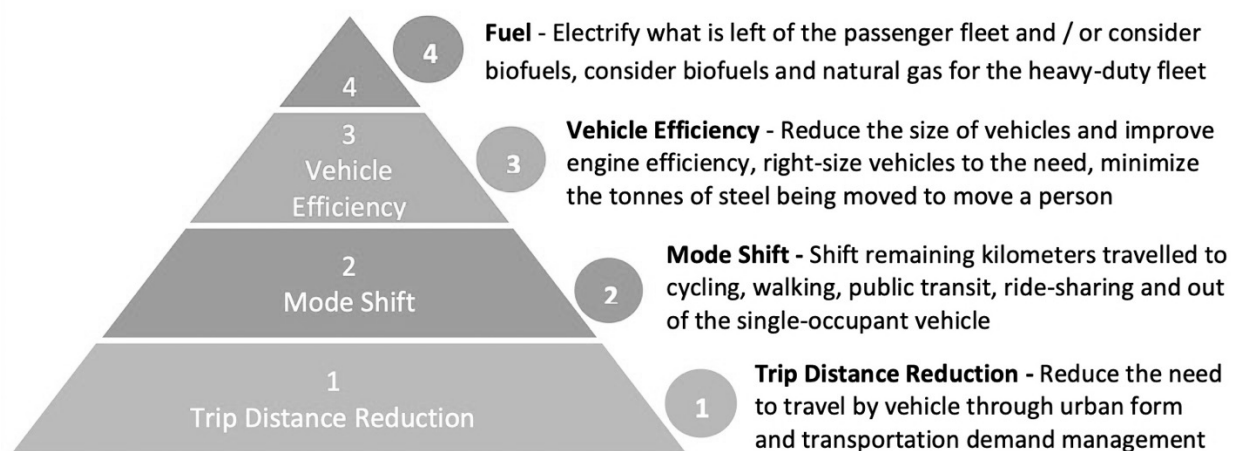 4
4
Fuel - Electrify what is left of the passenger fleet and / or consider
biofuels, consider biofuels and natural gas for the heavy-duty fleet
3
Vehicle
Efficiency
3
Vehicle Efficiency - Reduce the size of vehicles and improve
engine efficiency, right-size vehicles to the need, minimize
the tonnes of steel being moved to move a person
2
Mode Shift
2
Mode Shift - Shift remaining kilometers travelled to
cycling, walking, public transit, ride-sharing and out
of the single-occupant vehicle
1
Trip Distance Reduction
1
Trip Distance Reduction - Reduce the need
to travel by vehicle through urban form
and transportation demand management